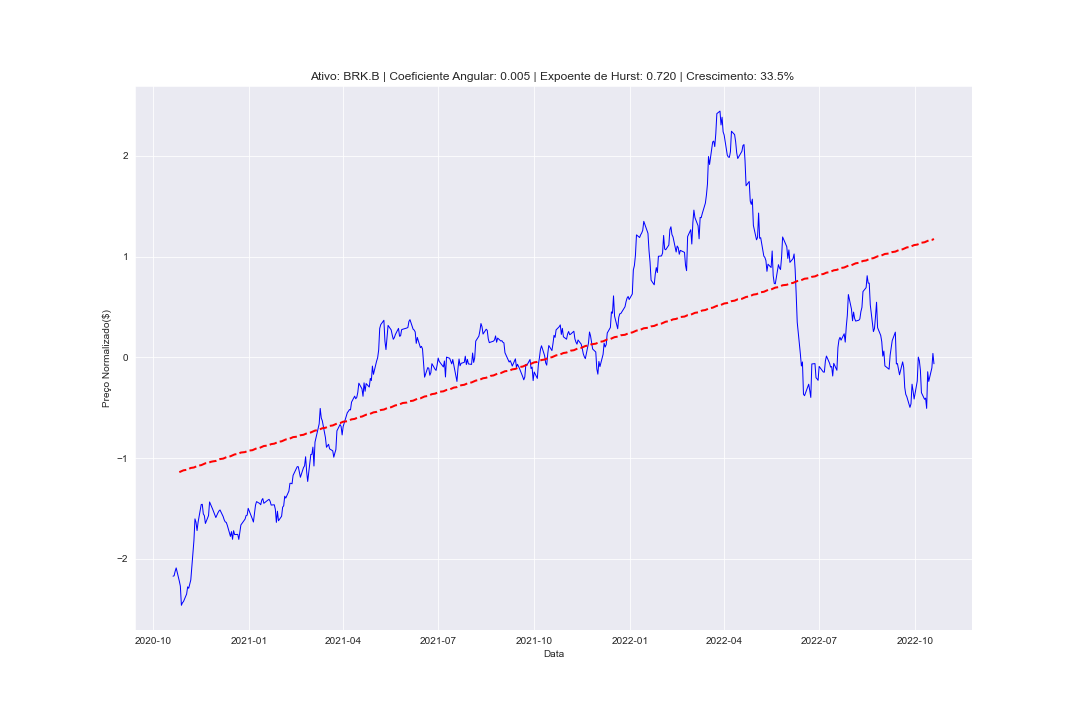 Ativo: BRK.B | Coeficiente Angular: 0.005 | Expoente de Hurst: 0.720 | Crescimento: 33.5%
Preço Normalizado($)
2
1
0
−1
−2
2020-10 2021-01 2021-04 2021-07 2021-10 2022-01 2022-04 2022-07 2022-10
Data